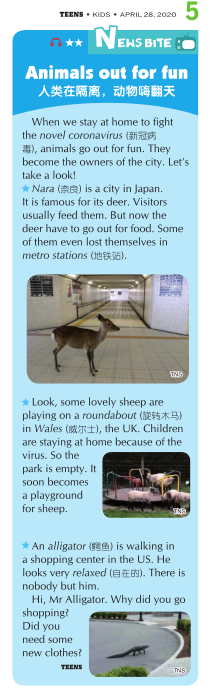 TEENS • KIDS • APRIL 28, 2020 5
NEWS BITE
Animals out for fun
人类在隔离，动物嗨翻天
When we stay at home to fight
the novel coronavirus (新冠病
毒), animals go out for fun. They
become the owners of the city. Let's
take a look!
Nara (奈良) is a city in Japan.
It is famous for its deer. Visitors
usually feed them. But now the
deer have to go out for food. Some
of them even lost themselves in
metro stations (地铁站).
TNS
Look, some lovely sheep are
playing on a roundabout (旋转木马)
in Wales (威尔士), the UK. Children
are staying at home because of the
virus. So the
park is empty. It
soon becomes
a playground
for sheep.
TNS
An alligator (鳄鱼) is walking in
a shopping center in the US. He
looks very relaxed (自在的). There is
nobody but him.
Hi, Mr Alligator. Why did you go
shopping?
Did you
need some
new clothes?
TEENS
TNS